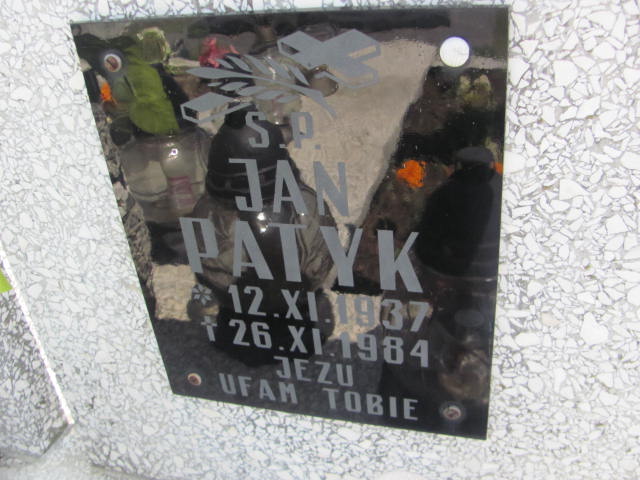 Ś.P.
JAN
PATYK
* 12.XI.1937
† 26.XI.1984
JEZU
UFAM TOBIE